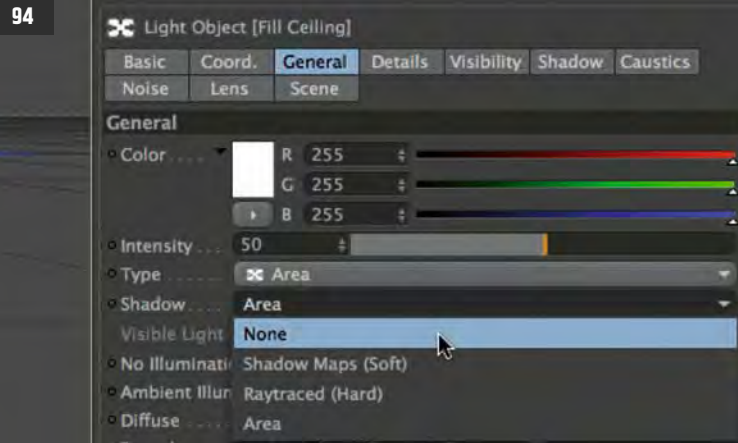 94
Light Object [Fill Ceiling]
Basic Coord. General Details Visibility Shadow Caustics
Noise Lens Scene
General
Color R 255
G 255
B 255
Intensity 50
Type Area
Shadow Area
Visible Light None
No Illuminati Shadow Maps (Soft)
Ambient Illur Raytraced (Hard)
Diffuse Area